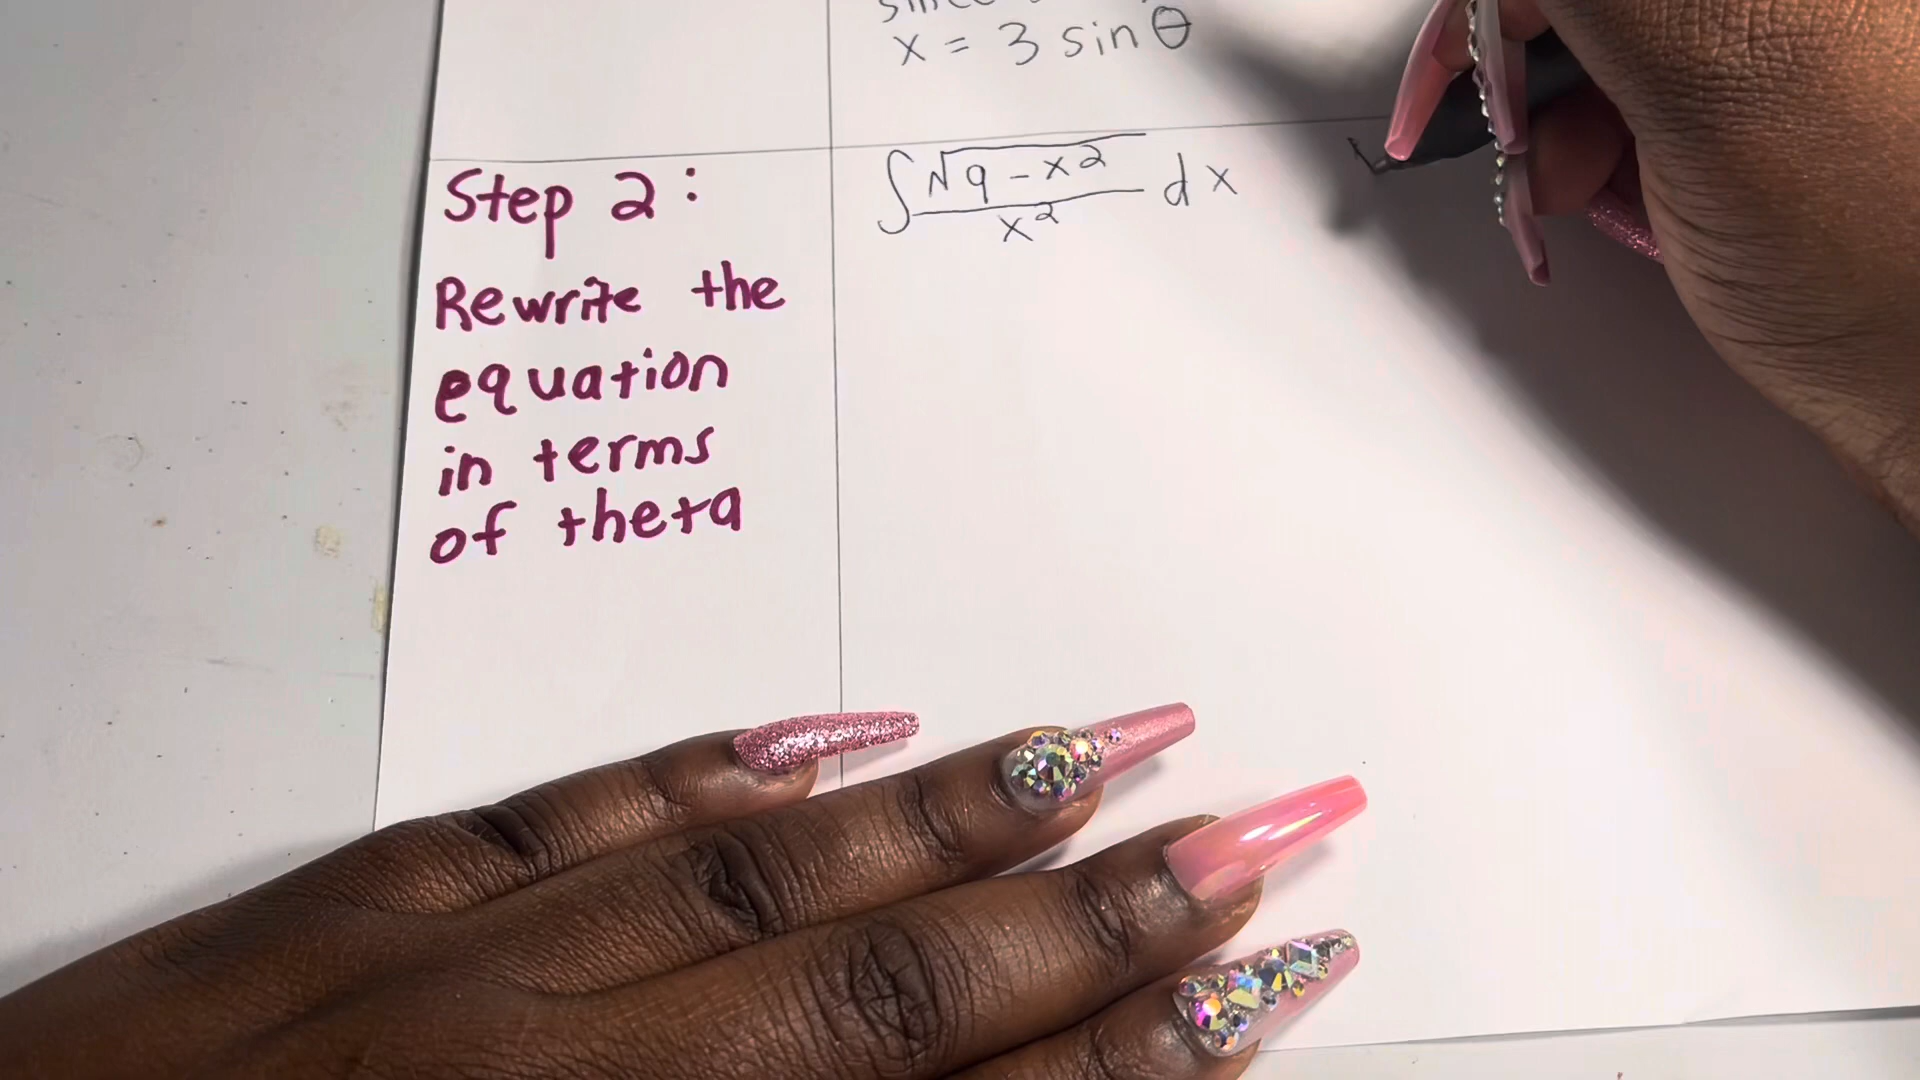 x = 3 sin θ
Step 2:
Rewrite the
equation
in terms
of theta
∫ √9 - x² / x² dx